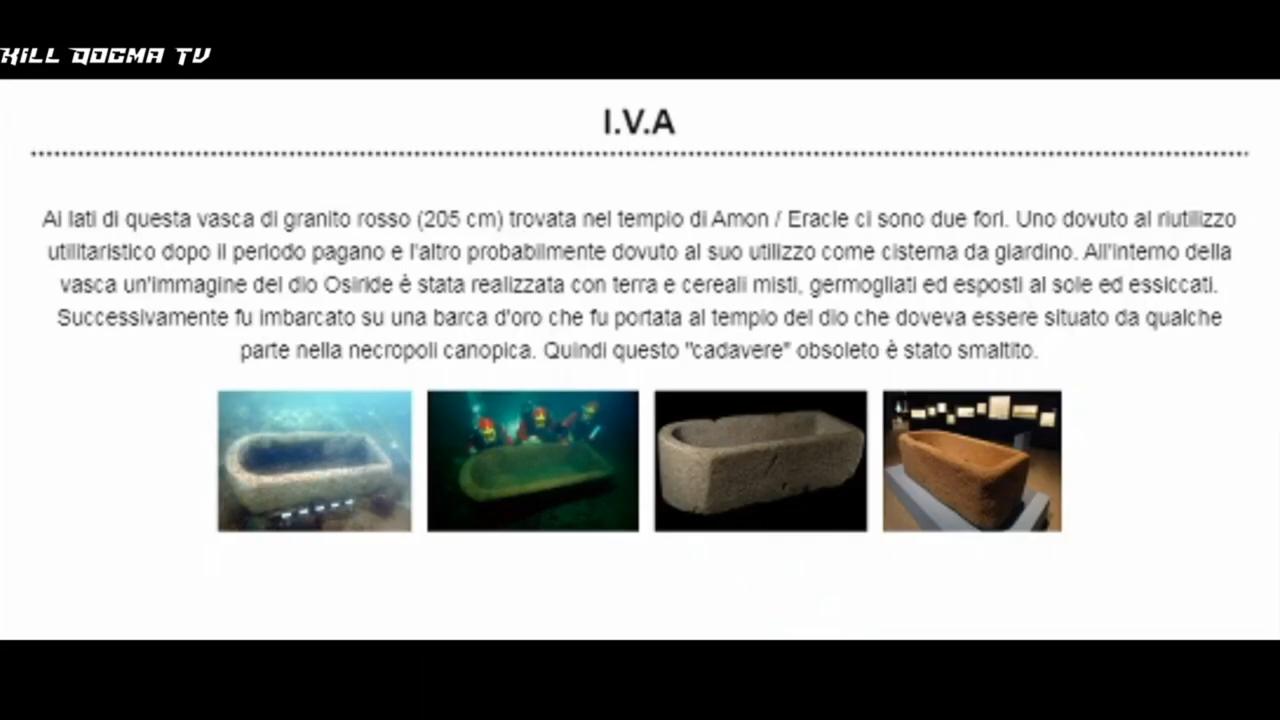 KILL DOGMA TV
I.V.A
Ai lati di questa vasca di granito rosso (205 cm) trovata nel tempio di Amon / Eracle ci sono due fori. Uno dovuto al riutilizzo
utilitaristico dopo il periodo pagano e l'altro probabilmente dovuto al suo utilizzo come cisterna da giardino. All'interno della
vasca un'immagine del dio Osiride è stata realizzata con terra e cereali misti, germogliati ed esposti al sole ed essiccati.
Successivamente fu imbarcato su una barca d'oro che fu portata al tempio del dio che doveva essere situato da qualche
parte nella necropoli canopica. Quindi questo "cadavere" obsoleto è stato smaltito.